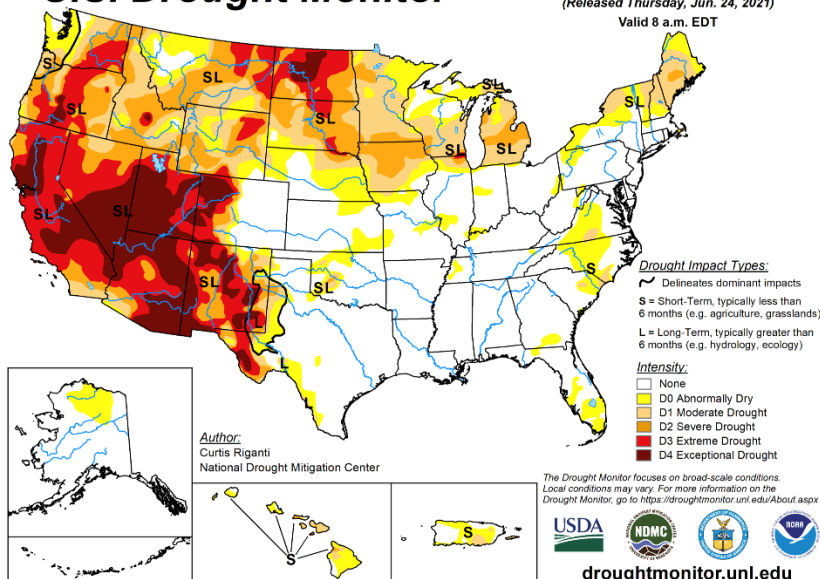 U.S. Drought Monitor
(Released Thursday, Jun. 24, 2021)
Valid 8 a.m. EDT
S
SL
SL
SL
SL
SL
SL
SL
SL
SL
SL
SL
S
SL
L
L
Drought Impact Types:
Delineates dominant impacts
S = Short-Term, typically less than
6 months (e.g. agriculture, grasslands)
L = Long-Term, typically greater than
6 months (e.g. hydrology, ecology)
Intensity:
None
D0 Abnormally Dry
D1 Moderate Drought
D2 Severe Drought
D3 Extreme Drought
D4 Exceptional Drought
Author:
Curtis Riganti
National Drought Mitigation Center
S
S
The Drought Monitor focuses on broad-scale conditions.
Local conditions may vary. For more information on the
Drought Monitor, go to https://droughtmonitor.unl.edu/About.aspx
USDA
NDMC
NOAA
droughtmonitor.unl.edu